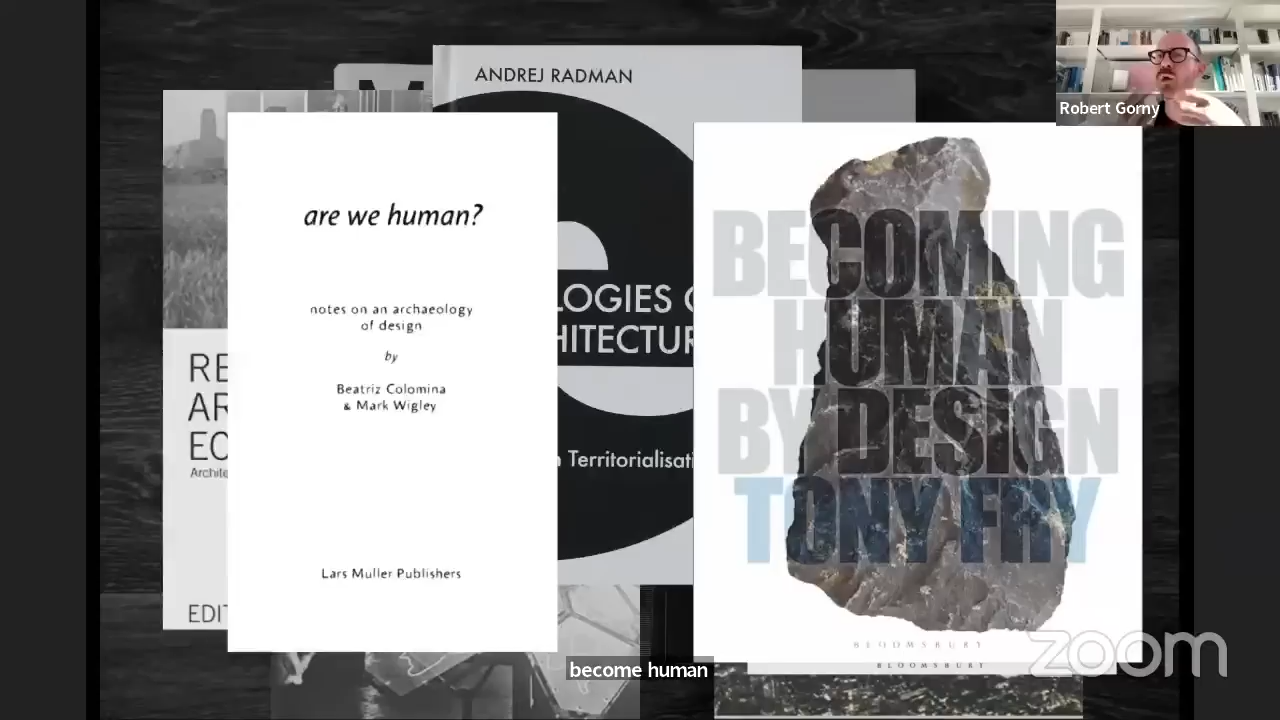 ANDREJ RADMAN
Robert Gorny
are we human?
notes on an archaeology
of design
by
Beatriz Colomina
& Mark Wigley
Lars Muller Publishers
LOGIES
HITECTUR
Territorialisati
RE
AR
EC
Archite
EDIT
BECOMING
HUMAN
BY DESIGN
TONY FRY
BLOOMSBURY
BLOOMSBURY
become human
zoom